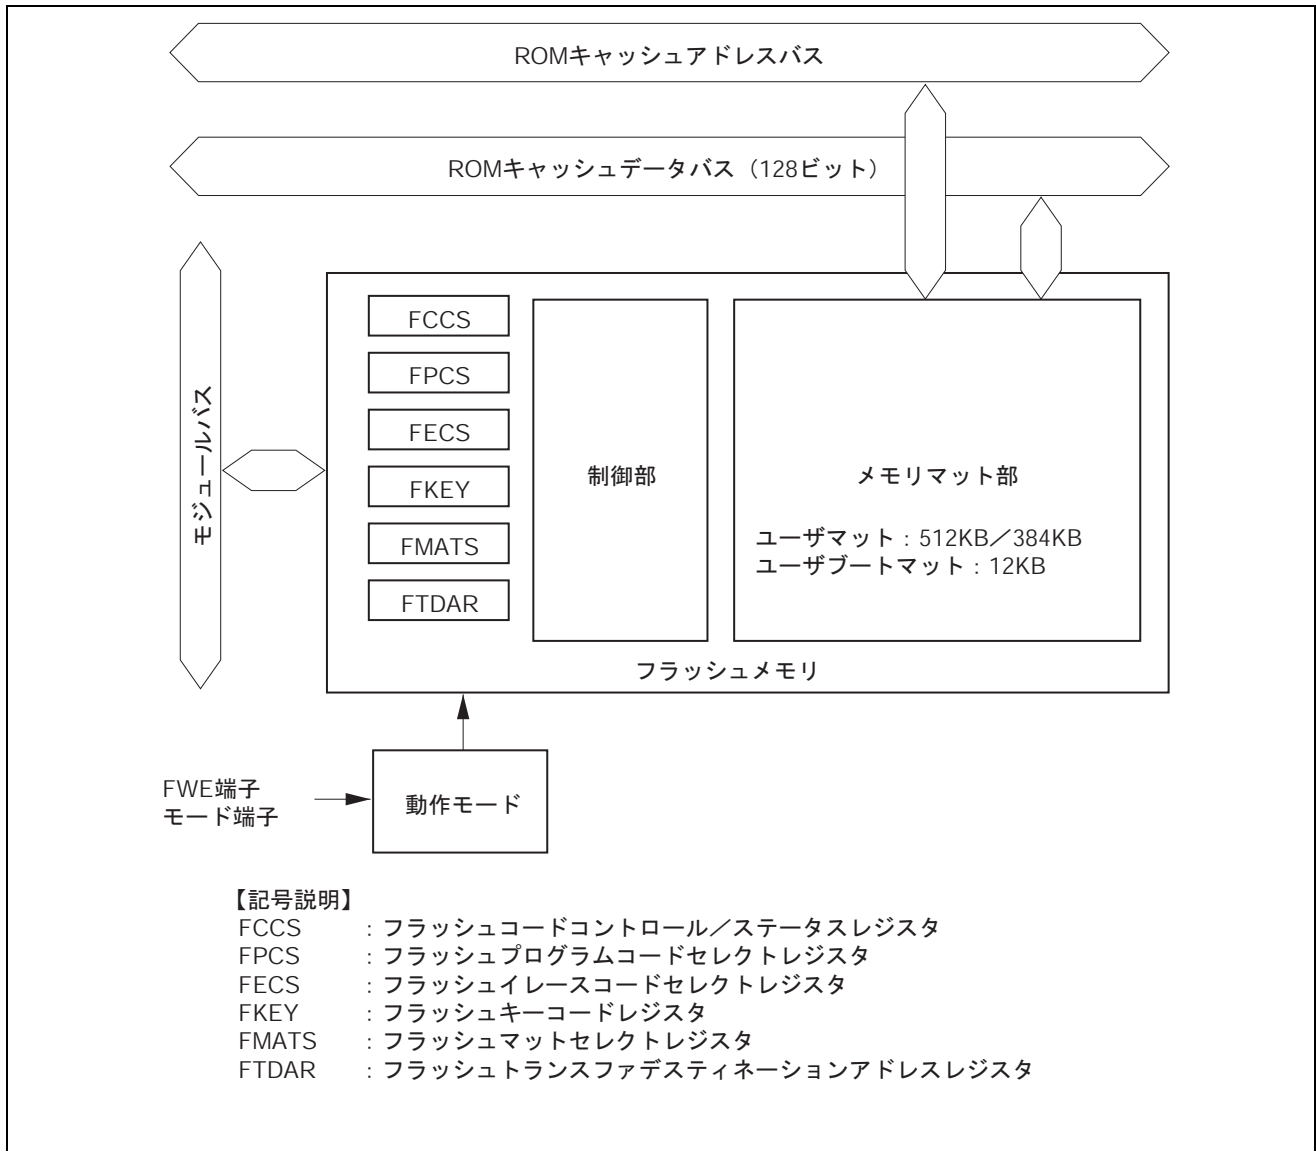 ROMキャッシュアドレスバス
ROMキャッシュデータバス（128ビット）
モジュールバス
FCCS
FPCS
FECS
FKEY
FMATS
FTDAR
制御部
メモリマット部
ユーザマット：512KB／384KB
ユーザブートマット：12KB
フラッシュメモリ
FWE端子
モード端子
動作モード
【記号説明】
FCCS ：フラッシュコードコントロール／ステータスレジスタ
FPCS ：フラッシュプログラムコードセレクトレジスタ
FECS ：フラッシュイレースコードセレクトレジスタ
FKEY ：フラッシュキーコードレジスタ
FMATS ：フラッシュマットセレクトレジスタ
FTDAR ：フラッシュトランスファデスティネーションアドレスレジスタ